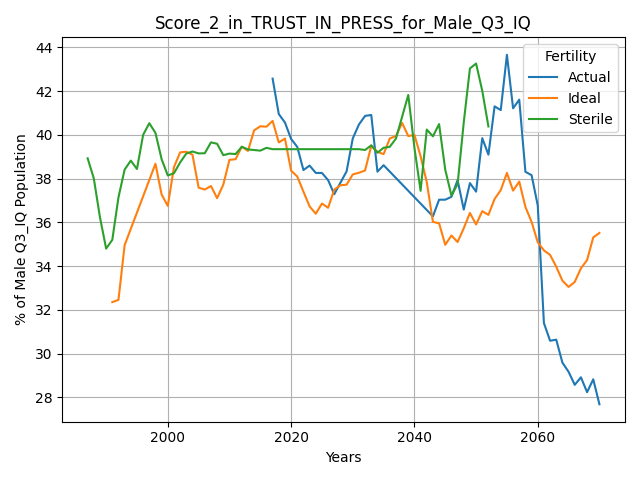 Score_2_in_TRUST_IN_PRESS_for_Male_Q3_IQ
Fertility
Actual
Ideal
Sterile
% of Male Q3_IQ Population
44
42
40
38
36
34
32
30
28
2000
2020
2040
2060
Years